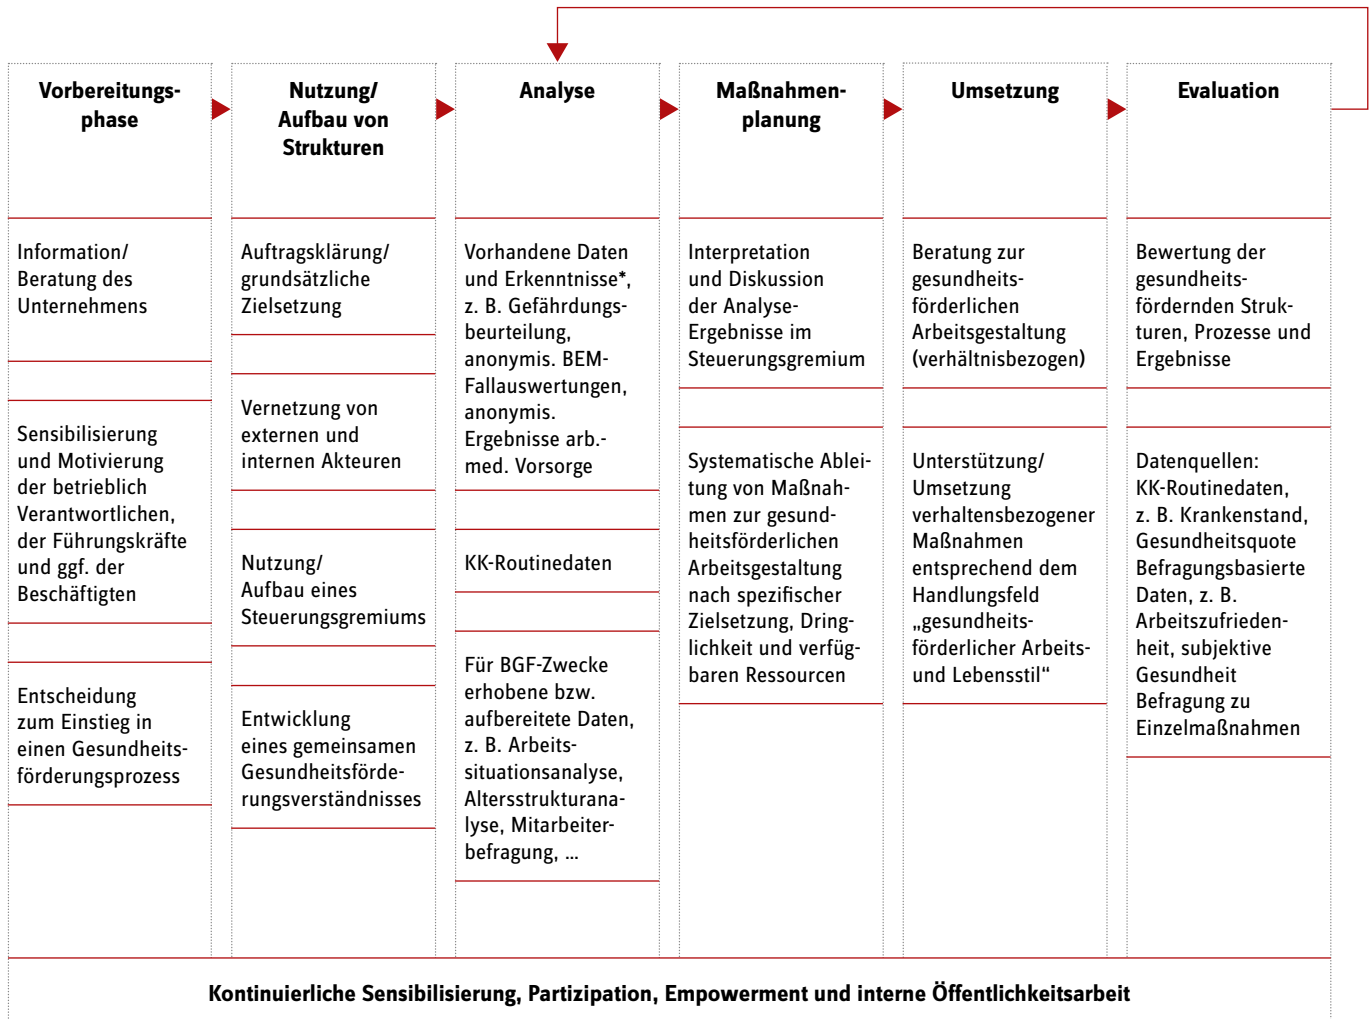 Vorbereitungs-
phase
Nutzung/
Aufbau von
Strukturen
Analyse
Maßnahmen-
planung
Umsetzung
Evaluation
Information/
Beratung des
Unternehmens
Sensibilisierung
und Motivierung
der betrieblich
Verantwortlichen,
der Führungskräfte
und ggf. der
Beschäftigten
Entscheidung
zum Einstieg in
einen Gesundheits-
förderungsprozess
Auftragsklärung/
grundsätzliche
Zielsetzung
Vernetzung von
externen und
internen Akteuren
Nutzung/
Aufbau eines
Steuerungsgremiums
Entwicklung
eines gemeinsamen
Gesundheitsförde-
rungsverständnisses
Vorhandene Daten
und Erkenntnisse*,
z. B. Gefährdungs-
beurteilung,
anonymis. BEM-
Fallauswertungen,
anonymis.
Ergebnisse arb.-
med. Vorsorge
KK-Routinedaten
Für BGF-Zwecke
erhobene bzw.
aufbereitete Daten,
z. B. Arbeits-
situationsanalyse,
Altersstrukturana-
lyse, Mitarbeiter-
befragung, ...
Interpretation
und Diskussion
der Analyse-
Ergebnisse im
Steuerungsgremium
Systematische Ablei-
tung von Maßnah-
men zur gesund-
heitsförderlichen
Arbeitsgestaltung
nach spezifischer
Zielsetzung, Dring-
lichkeit und verfüg-
baren Ressourcen
Beratung zur
gesundheits-
förderlichen
Arbeitsgestaltung
(verhältnisbezogen)
Unterstützung/
Umsetzung
verhaltensbezogener
Maßnahmen
entsprechend dem
Handlungsfeld
„gesundheits-
förderlicher Arbeits-
und Lebensstil“
Bewertung der
gesundheits-
fördernden Struk-
turen, Prozesse und
Ergebnisse
Datenquellen:
KK-Routinedaten,
z. B. Krankenstand,
Gesundheitsquote
Befragungsbasierte
Daten, z. B.
Arbeitszufrieden-
heit, subjektive
Gesundheit
Befragung zu
Einzelmaßnahmen
Kontinuierliche Sensibilisierung, Partizipation, Empowerment und interne Öffentlichkeitsarbeit